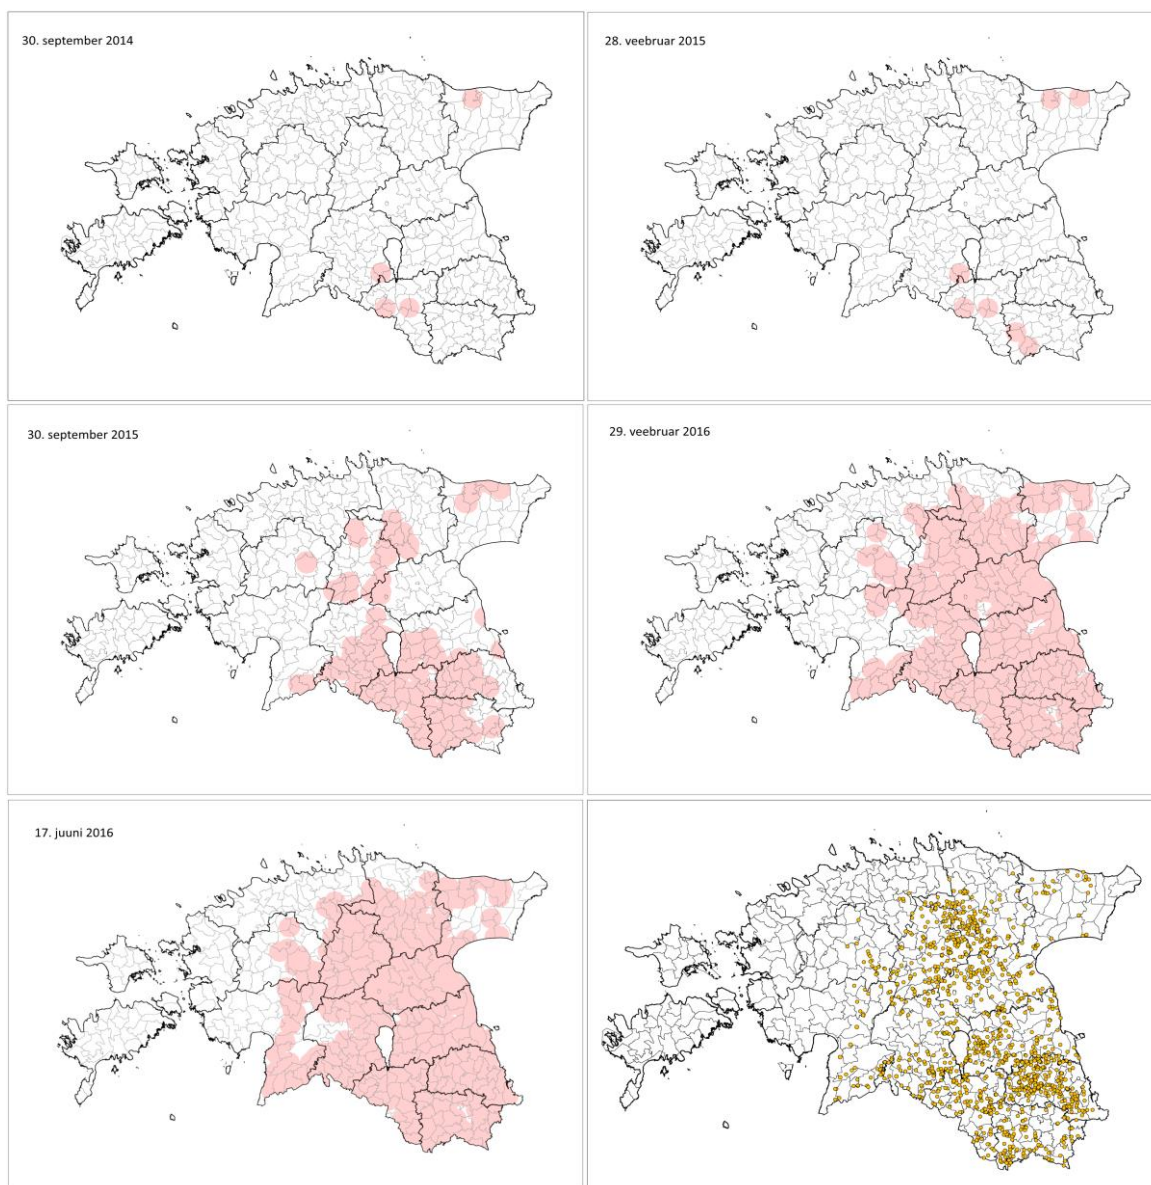 30. september 2014
28. veebruar 2015
30. september 2015
29. veebruar 2016
17. juuni 2016